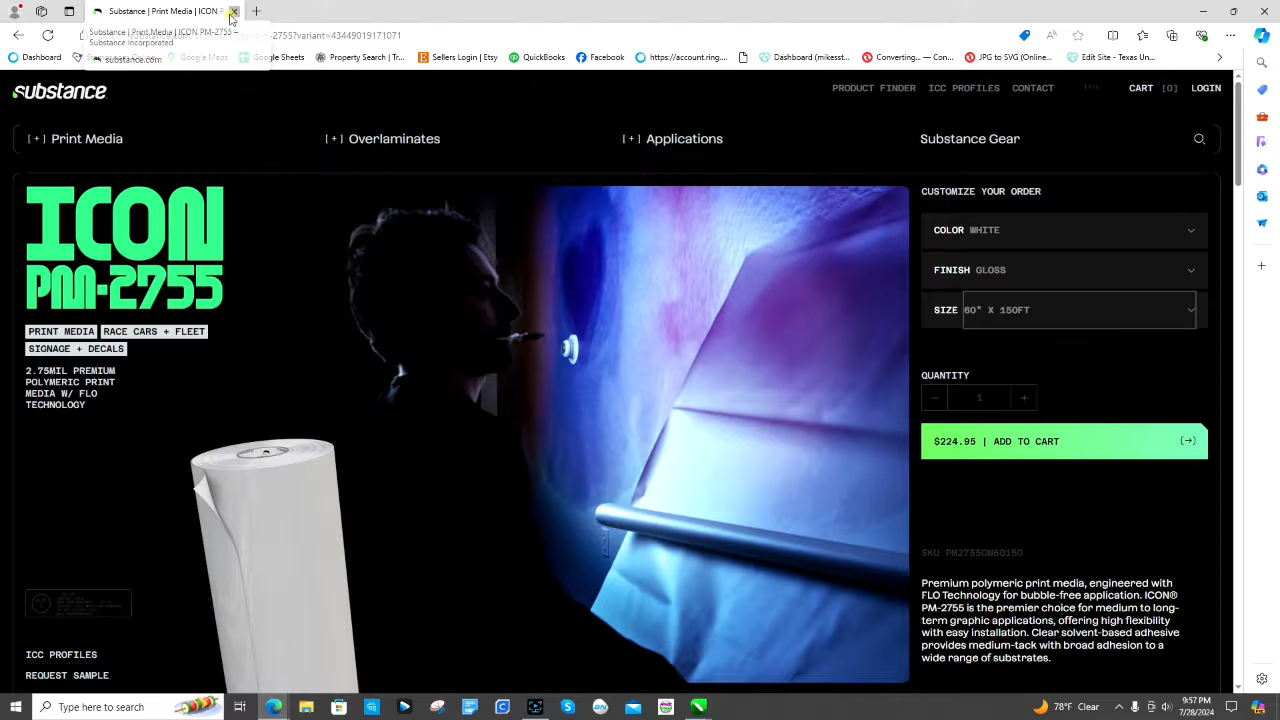 Substance | Print Media | ICON P
Substance | Print Media | ICON PM-2755 –
Substance Incorporated
substance.com
-2755?variant=43449019171071
Dashboard
Google Maps
Google Sheets
Property Search | Tr...
Sellers Login | Etsy
QuickBooks
Facebook
https://account.ring....
Dashboard (mikesst...
Converting... — Con...
JPG to SVG (Online...
Edit Site - Texas Un...
substance
PRODUCT FINDER
ICC PROFILES
CONTACT
CART [0]
LOGIN
[+] Print Media
[+] Overlaminates
[+] Applications
Substance Gear
ICON
PM-2755
PRINT MEDIA
RACE CARS + FLEET
SIGNAGE + DECALS
2.75MIL PREMIUM
POLYMERIC PRINT
MEDIA W/ FLO
TECHNOLOGY
ICC PROFILES
REQUEST SAMPLE
CUSTOMIZE YOUR ORDER
COLOR WHITE
FINISH GLOSS
SIZE 60" X 150FT
QUANTITY
− 1 +
$224.95 | ADD TO CART (→)
SKU PM2755GW60150
Premium polymeric print media, engineered with
FLO Technology for bubble-free application. ICON®
PM-2755 is the premier choice for medium to long-
term graphic applications, offering high flexibility
with easy installation. Clear solvent-based adhesive
provides medium-tack with broad adhesion to a
wide range of substrates.
Type here to search
78°F Clear
9:57 PM
7/28/2024